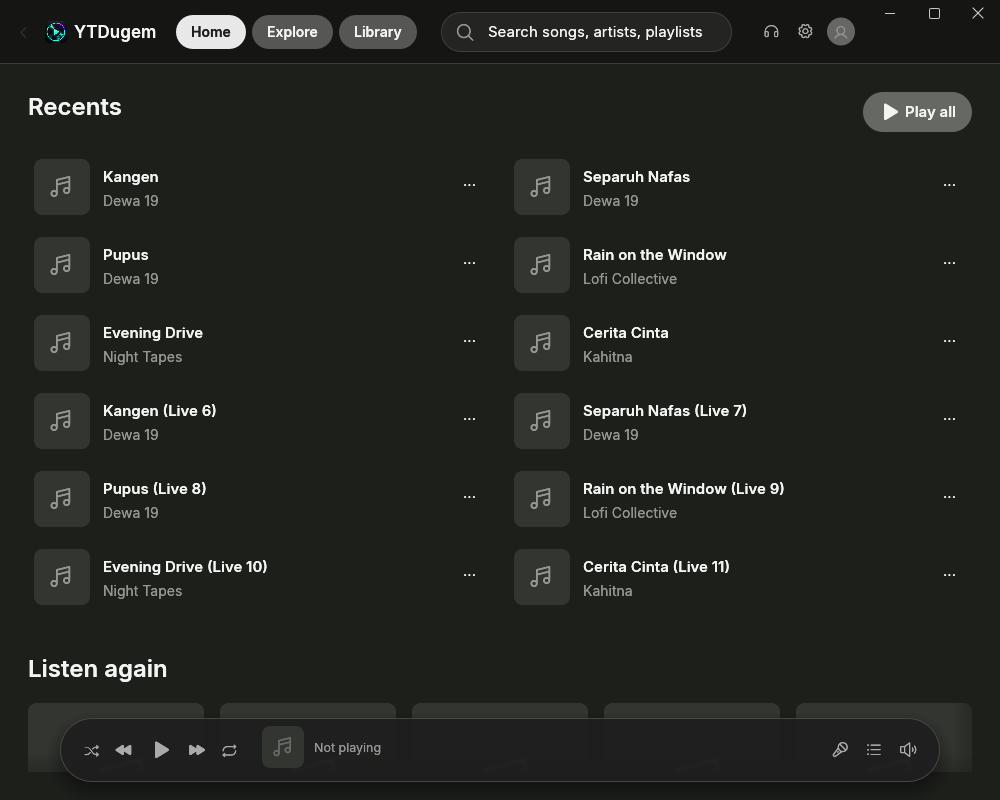 YTDugem
Home
Explore
Library
Search songs, artists, playlists
Recents
Play all
Kangen
Dewa 19
Separuh Nafas
Dewa 19
Pupus
Dewa 19
Rain on the Window
Lofi Collective
Evening Drive
Night Tapes
Cerita Cinta
Kahitna
Kangen (Live 6)
Dewa 19
Separuh Nafas (Live 7)
Dewa 19
Pupus (Live 8)
Dewa 19
Rain on the Window (Live 9)
Lofi Collective
Evening Drive (Live 10)
Night Tapes
Cerita Cinta (Live 11)
Kahitna
Listen again
Not playing